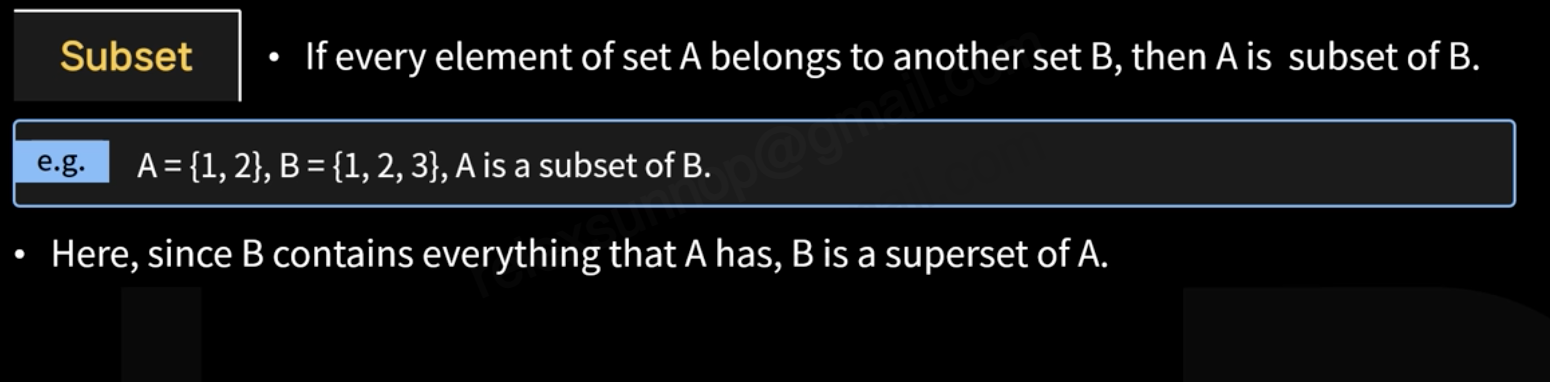 Subset
• If every element of set A belongs to another set B, then A is subset of B.
e.g. A = {1, 2}, B = {1, 2, 3}, A is a subset of B.
• Here, since B contains everything that A has, B is a superset of A.